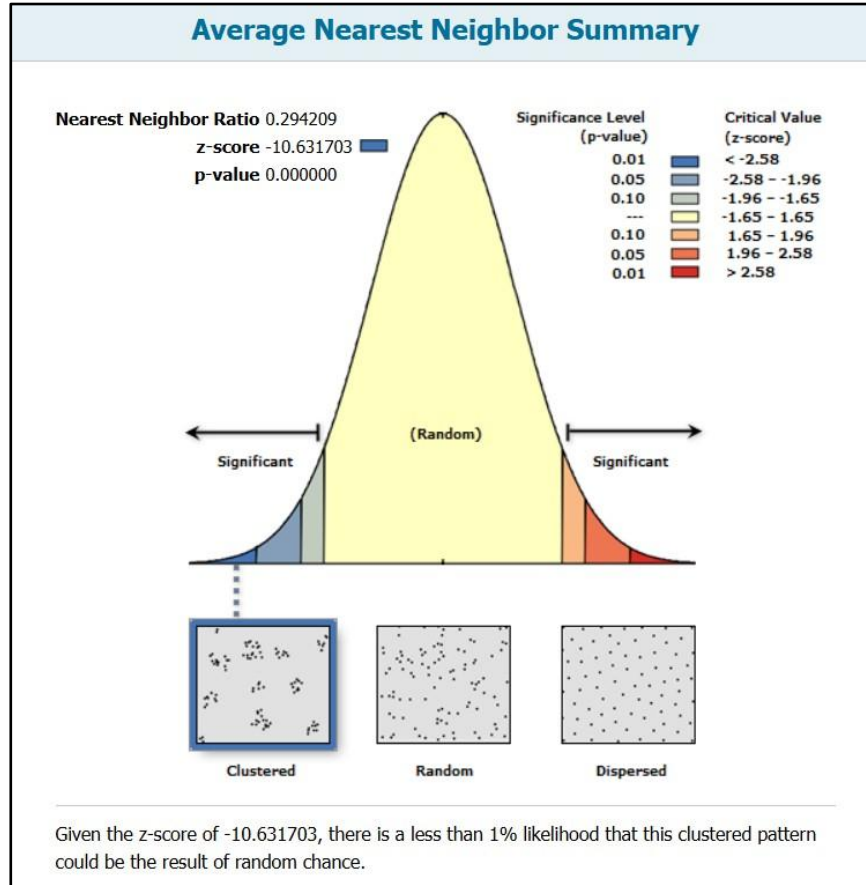 Average Nearest Neighbor Summary
Nearest Neighbor Ratio 0.294209
z-score -10.631703
p-value 0.000000
Significance Level Critical Value
(p-value) (z-score)
0.01 < -2.58
0.05 -2.58 – -1.96
0.10 -1.96 – -1.65
--- -1.65 – 1.65
0.10 1.65 – 1.96
0.05 1.96 – 2.58
0.01 > 2.58
(Random)
Significant Significant
Clustered Random Dispersed
Given the z-score of -10.631703, there is a less than 1% likelihood that this clustered pattern
could be the result of random chance.